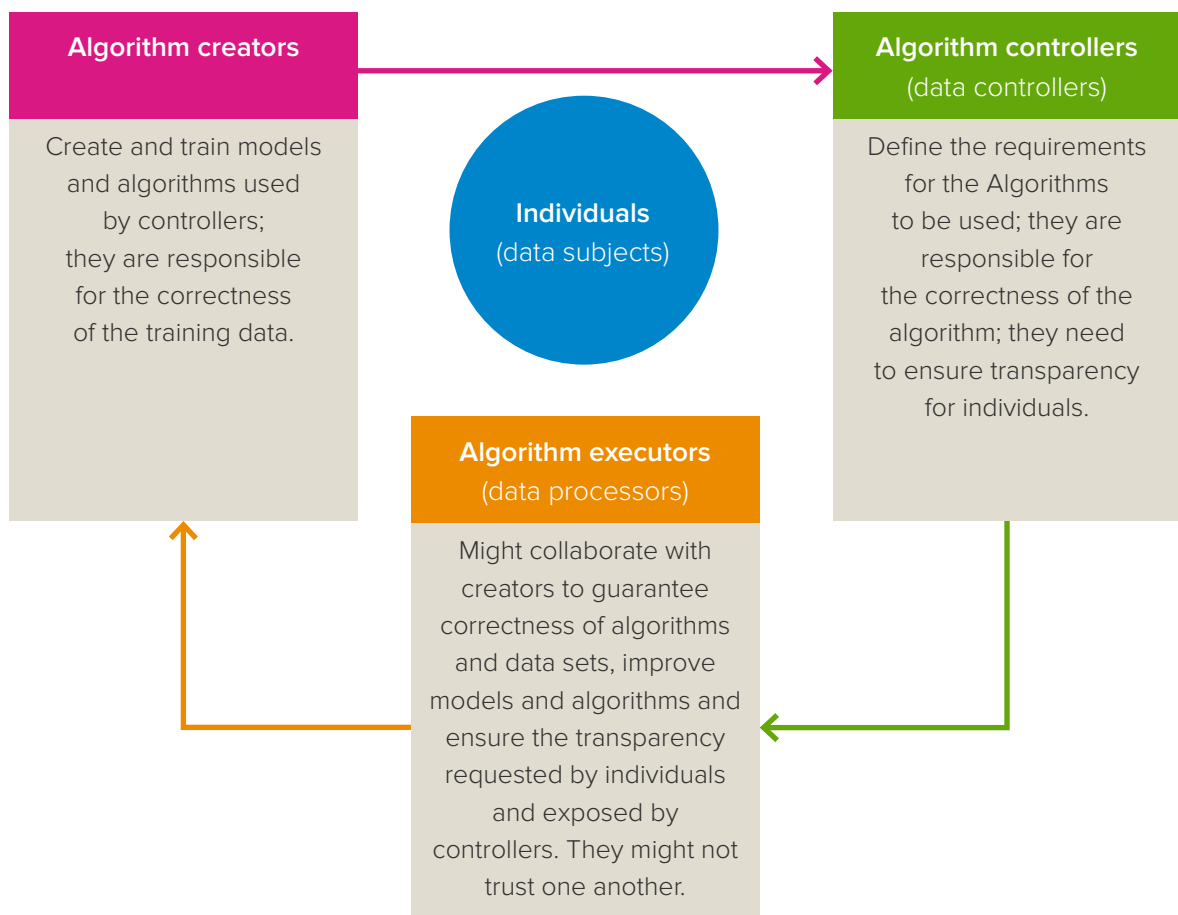 Algorithm creators
Create and train models
and algorithms used
by controllers;
they are responsible
for the correctness
of the training data.
Individuals
(data subjects)
Algorithm controllers
(data controllers)
Define the requirements
for the Algorithms
to be used; they are
responsible for
the correctness of the
algorithm; they need
to ensure transparency
for individuals.
Algorithm executors
(data processors)
Might collaborate with
creators to guarantee
correctness of algorithms
and data sets, improve
models and algorithms and
ensure the transparency
requested by individuals
and exposed by
controllers. They might not
trust one another.